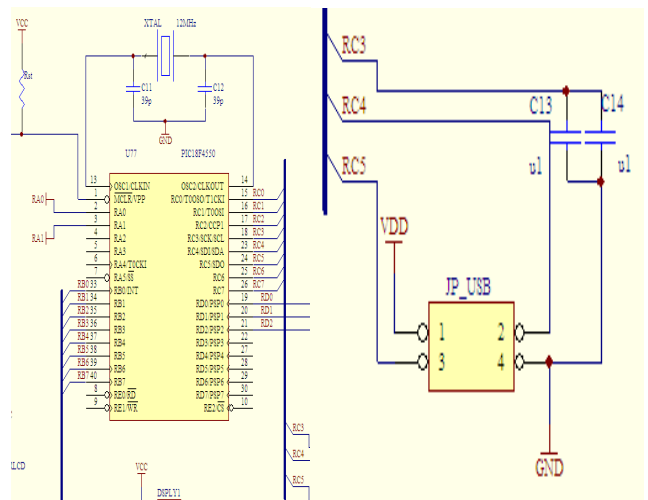 XTAL 12MHz
VCC
Rst
C11
39p
C12
39p
GND
U77 PIC18F4550
13 OSC1/CLKIN OSC2/CLKOUT 14
1 MCLR/VPP RC0/TOOSO/T1CKI 15 RC0
RA0 2 RA0 RC1/TOOSI 16 RC1
3 RA1 RC2/CCP1 17 RC2
RA1 4 RA2 RC3/SCK/SCL 18 RC3
5 RA3 RC4/SDI/SDA 23 RC4
6 RA4/TOCKI RC5/SDO 24 RC5
7 RA5/SS RC6 25 RC6
RB0 33 RB0/INT RC7 26 RC7
RB1 34 RB1 RD0/PSP0 19 RD0
RB2 35 RB2 RD1/PSP1 20 RD1
RB3 36 RB3 RD2/PSP2 21 RD2
RB4 37 RB4 RD3/PSP3 22
RB5 38 RB5 RD4/PSP4 27
RB6 39 RB6 RD5/PSP5 28
RB7 40 RB7 RD6/PSP6 29
8 RE0/RD RD7/PSP7 30
9 RE1/WR RE2/CS 10
RC3
RC4
RC5
LCD
VCC
DSPLY1
RC3
RC4
RC5
C13
u1
C14
u1
VDD
JP_USB
1 2
3 4
GND